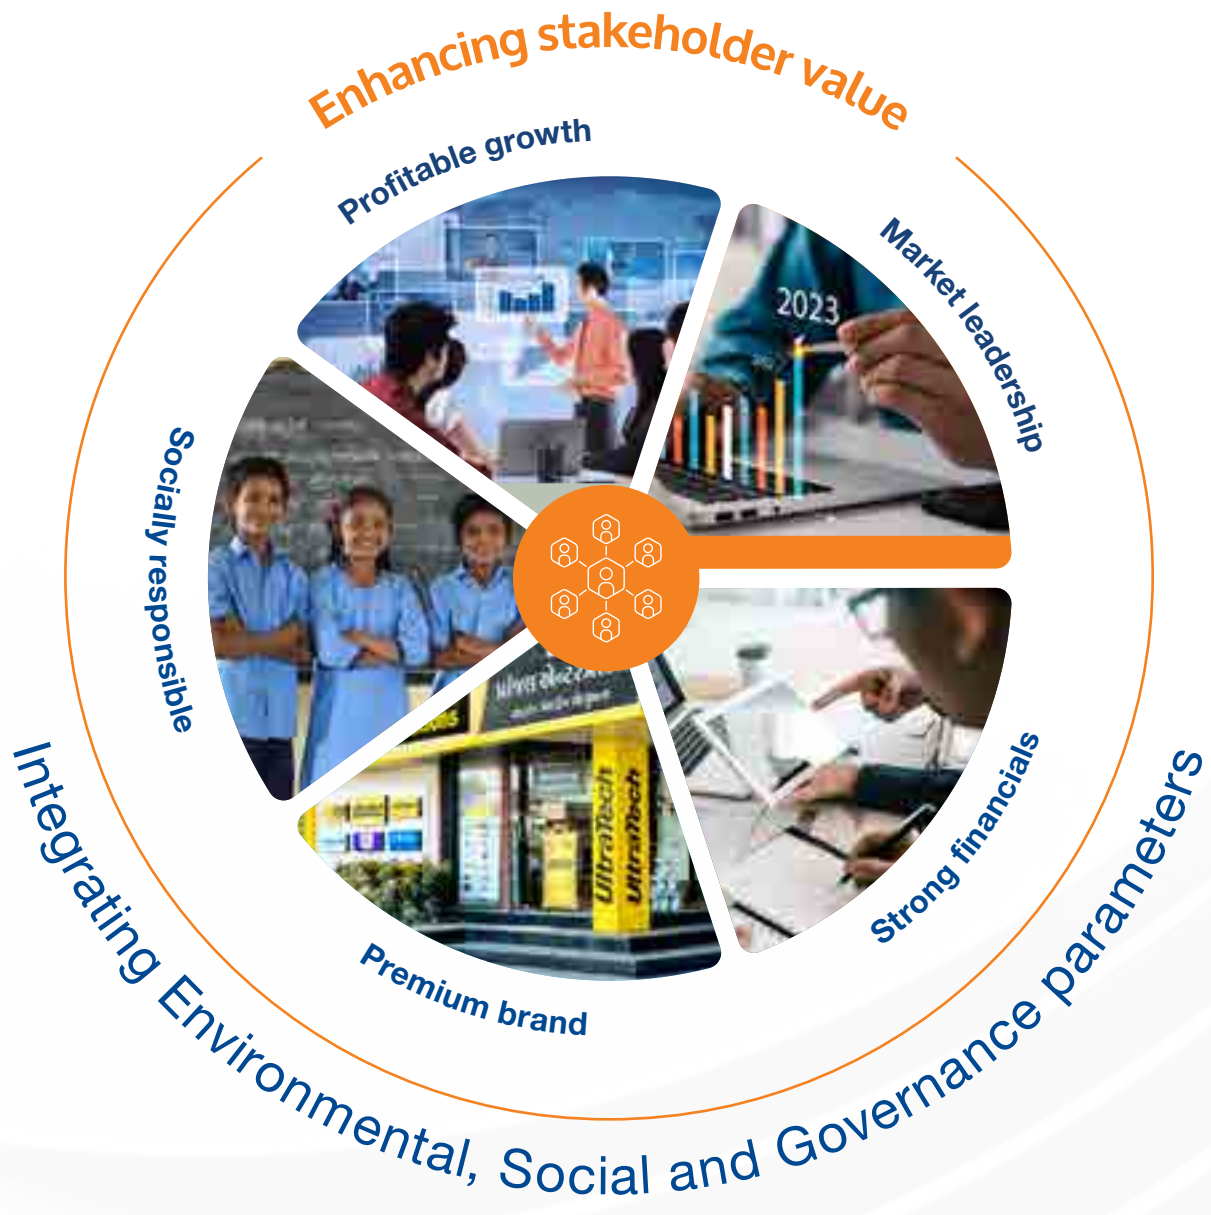 Enhancing stakeholder value
Profitable growth
Market leadership
2023
Socially responsible
UltraTech
UltraTech
Strong financials
Premium brand
Integrating Environmental, Social and Governance parameters